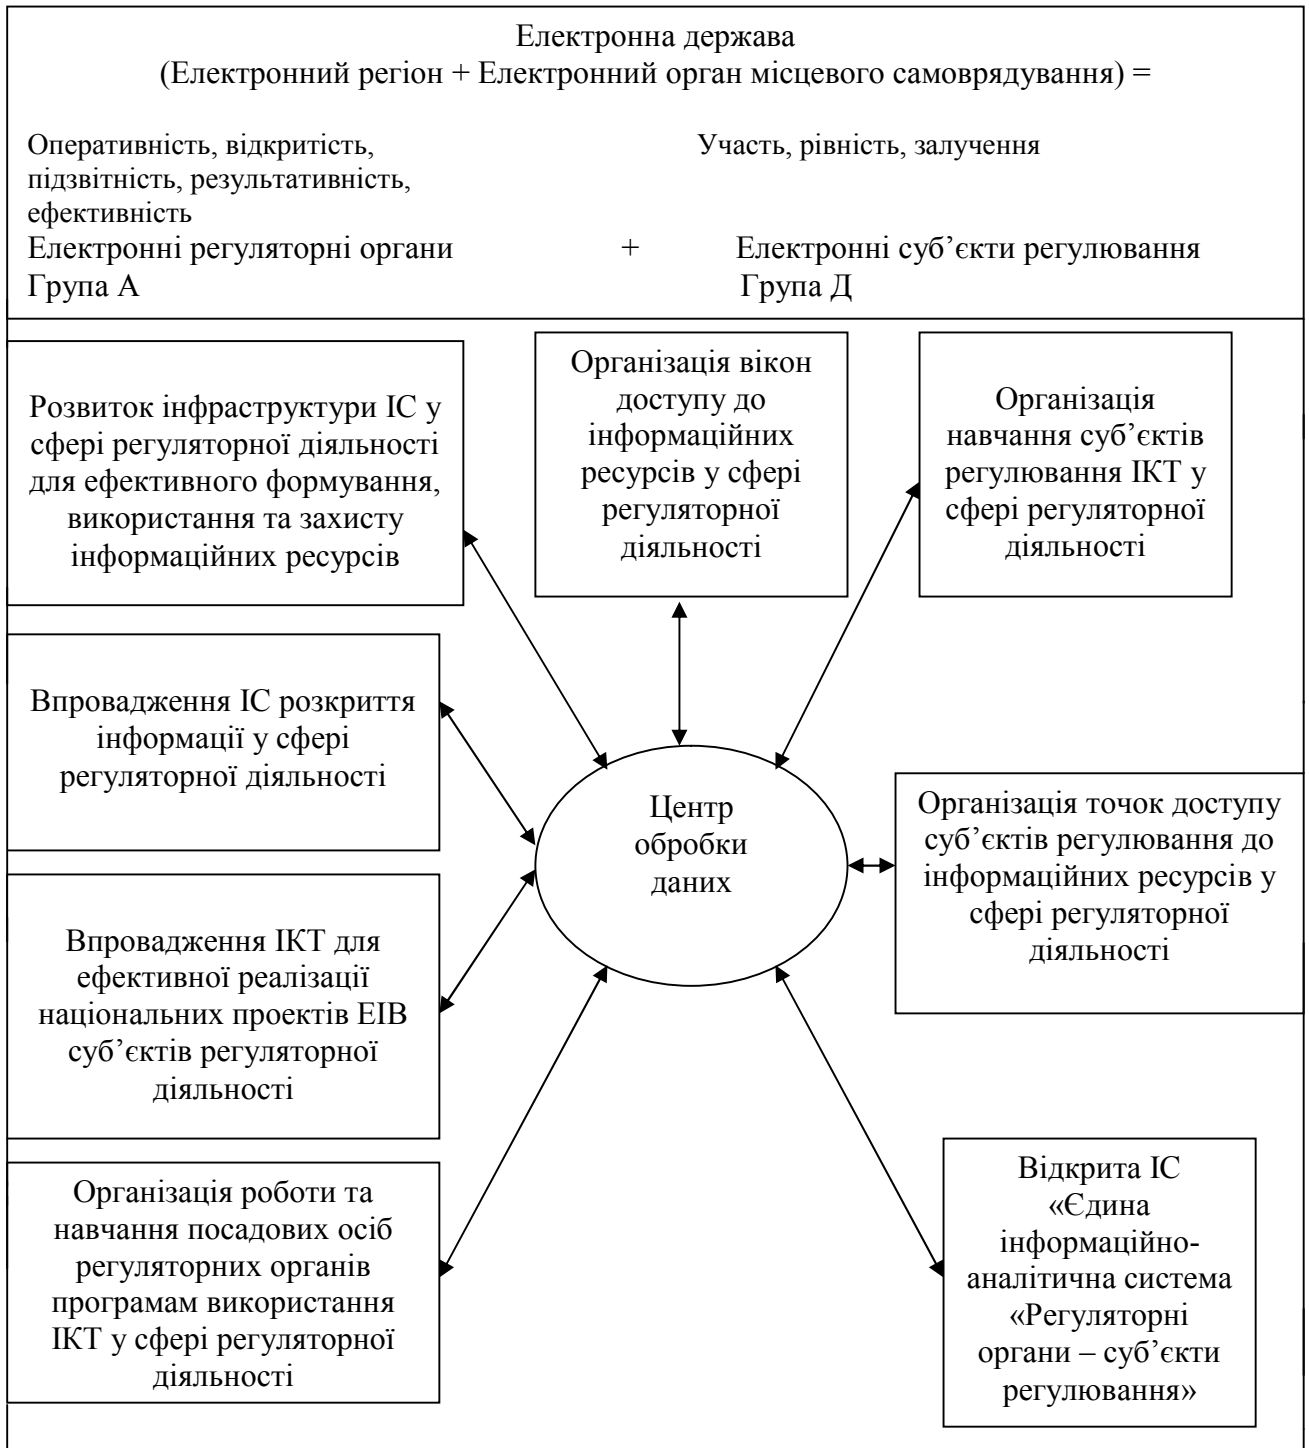 Електронна держава
(Електронний регіон + Електронний орган місцевого самоврядування) =
Оперативність, відкритість,
підзвітність, результативність,
ефективність
Участь, рівність, залучення
Електронні регуляторні органи + Електронні суб’єкти регулювання
Група А Група Д
Розвиток інфраструктури ІС у
сфері регуляторної діяльності
для ефективного формування,
використання та захисту
інформаційних ресурсів
Організація вікон
доступу до
інформаційних
ресурсів у сфері
регуляторної
діяльності
Організація
навчання суб’єктів
регулювання ІКТ у
сфері регуляторної
діяльності
Впровадження ІС розкриття
інформації у сфері
регуляторної діяльності
Центр
обробки
даних
Організація точок доступу
суб’єктів регулювання до
інформаційних ресурсів у
сфері регуляторної
діяльності
Впровадження ІКТ для
ефективної реалізації
національних проектів ЕІВ
суб’єктів регуляторної
діяльності
Організація роботи та
навчання посадових осіб
регуляторних органів
програмам використання
ІКТ у сфері регуляторної
діяльності
Відкрита ІС
«Єдина
інформаційно-
аналітична система
«Регуляторні
органи – суб’єкти
регулювання»